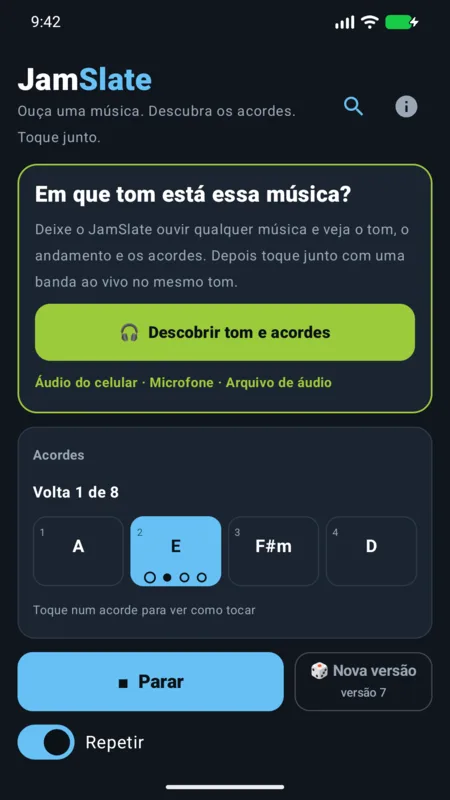 9:42
JamSlate
Ouça uma música. Descubra os acordes.
Toque junto.
Em que tom está essa música?
Deixe o JamSlate ouvir qualquer música e veja o tom, o
andamento e os acordes. Depois toque junto com uma
banda ao vivo no mesmo tom.
Descobrir tom e acordes
Áudio do celular · Microfone · Arquivo de áudio
Acordes
Volta 1 de 8
1 A
2 E
3 F#m
4 D
Toque num acorde para ver como tocar
Parar
Nova versão
versão 7
Repetir